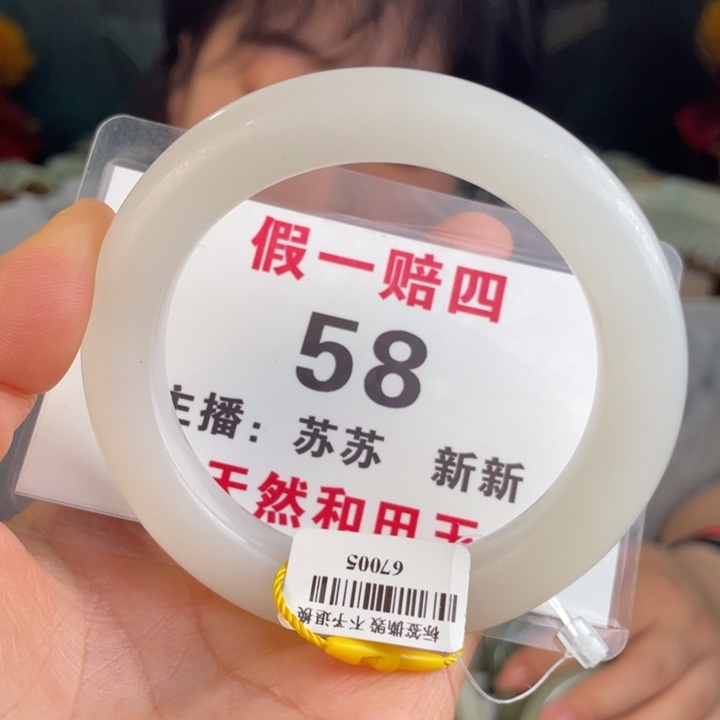 假一赔四
58
主播：苏苏 新新
天然和田玉
67005
标签撕毁 不予退换